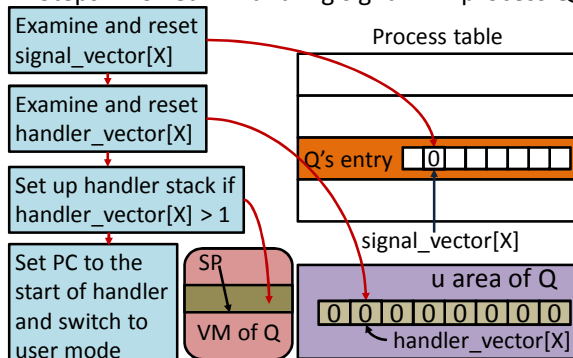 Examine and reset
signal_vector[X]
Process table
Examine and reset
handler_vector[X]
Q's entry
0
Set up handler stack if
handler_vector[X] > 1
signal_vector[X]
Set PC to the
start of handler
and switch to
user mode
SP
VM of Q
u area of Q
0 0 0 0 0 0 0 0
handler_vector[X]